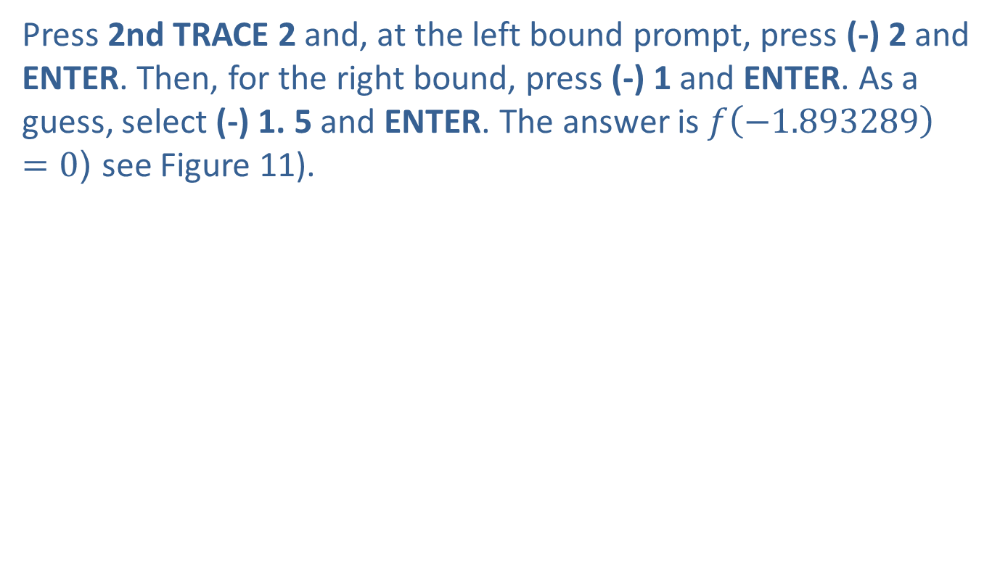 Press 2nd TRACE 2 and, at the left bound prompt, press (-) 2 and
ENTER. Then, for the right bound, press (-) 1 and ENTER. As a
guess, select (-) 1. 5 and ENTER. The answer is f(−1.893289)
= 0) see Figure 11).